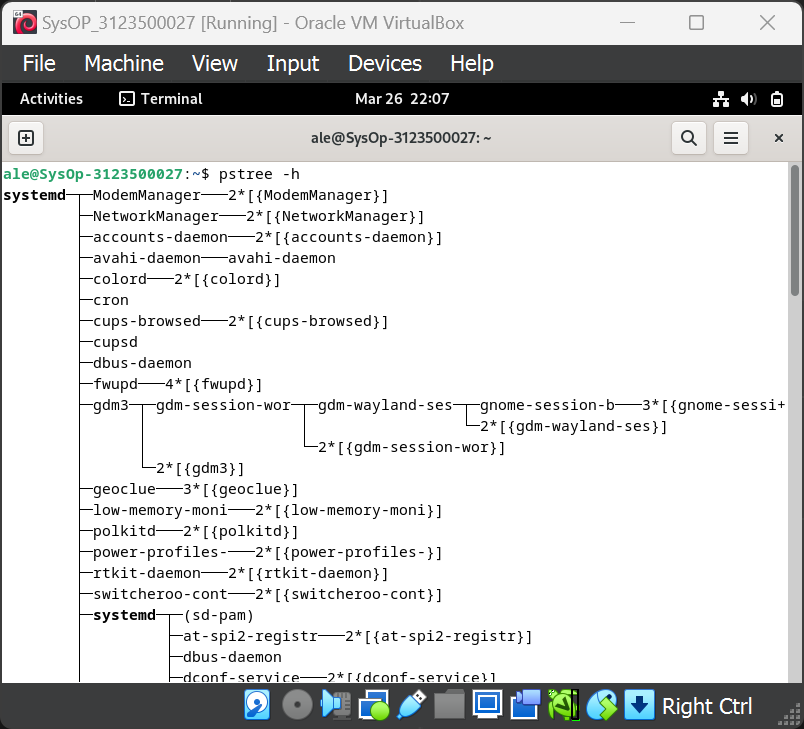 SysOP_3123500027 [Running] - Oracle VM VirtualBox
File Machine View Input Devices Help
Activities Terminal Mar 26 22:07
ale@SysOp-3123500027: ~
ale@SysOp-3123500027:~$ pstree -h
systemd─┬─ModemManager───2*[{ModemManager}]
├─NetworkManager───2*[{NetworkManager}]
├─accounts-daemon───2*[{accounts-daemon}]
├─avahi-daemon───avahi-daemon
├─colord───2*[{colord}]
├─cron
├─cups-browsed───2*[{cups-browsed}]
├─cupsd
├─dbus-daemon
├─fwupd───4*[{fwupd}]
├─gdm3─┬─gdm-session-wor─┬─gdm-wayland-ses─┬─gnome-session-b───3*[{gnome-sessi+
│ │ │ └─2*[{gdm-wayland-ses}]
│ │ └─2*[{gdm-session-wor}]
│ └─2*[{gdm3}]
├─geoclue───3*[{geoclue}]
├─low-memory-moni───2*[{low-memory-moni}]
├─polkitd───2*[{polkitd}]
├─power-profiles-───2*[{power-profiles-}]
├─rtkit-daemon───2*[{rtkit-daemon}]
├─switcheroo-cont───2*[{switcheroo-cont}]
├─systemd─┬─(sd-pam)
│ ├─at-spi2-registr───2*[{at-spi2-registr}]
│ ├─dbus-daemon
│ ├─dconf-service───2*[{dconf-service}]
Right Ctrl